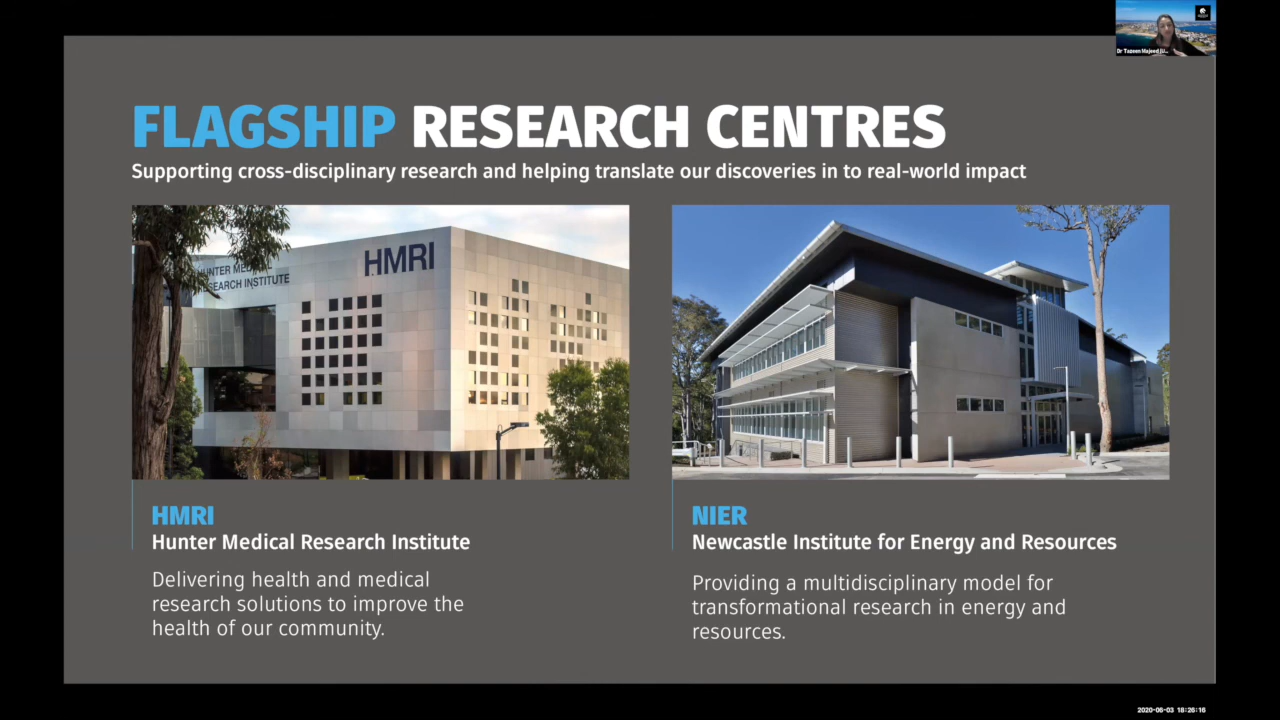 Dr Tazeen Majeed (U...
FLAGSHIP RESEARCH CENTRES
Supporting cross-disciplinary research and helping translate our discoveries in to real-world impact
HUNTER MEDICAL
RESEARCH INSTITUTE
HMRI
HMRI
Hunter Medical Research Institute
Delivering health and medical
research solutions to improve the
health of our community.
NIER
Newcastle Institute for Energy and Resources
Providing a multidisciplinary model for
transformational research in energy and
resources.
2020-06-03 18:26:16